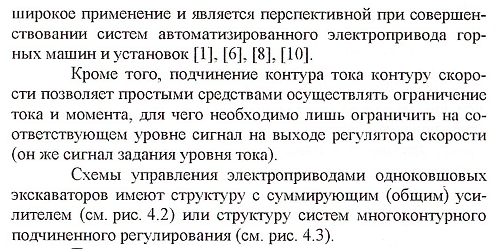 широкое применение и является перспективной при совершен-
ствовании систем автоматизированного электропривода гор-
ных машин и установок [1], [6], [8], [10].
Кроме того, подчинение контура тока контуру скоро-
сти позволяет простыми средствами осуществлять ограничение
тока и момента, для чего необходимо лишь ограничить на со-
ответствующем уровне сигнал на выходе регулятора скорости
(он же сигнал задания уровня тока).
Схемы управления электроприводами одноковшовых
экскаваторов имеют структуру с суммирующим (общим) уси-
лителем (см. рис. 4.2) или структуру систем многоконтурного
подчиненного регулирования (см. рис. 4.3).